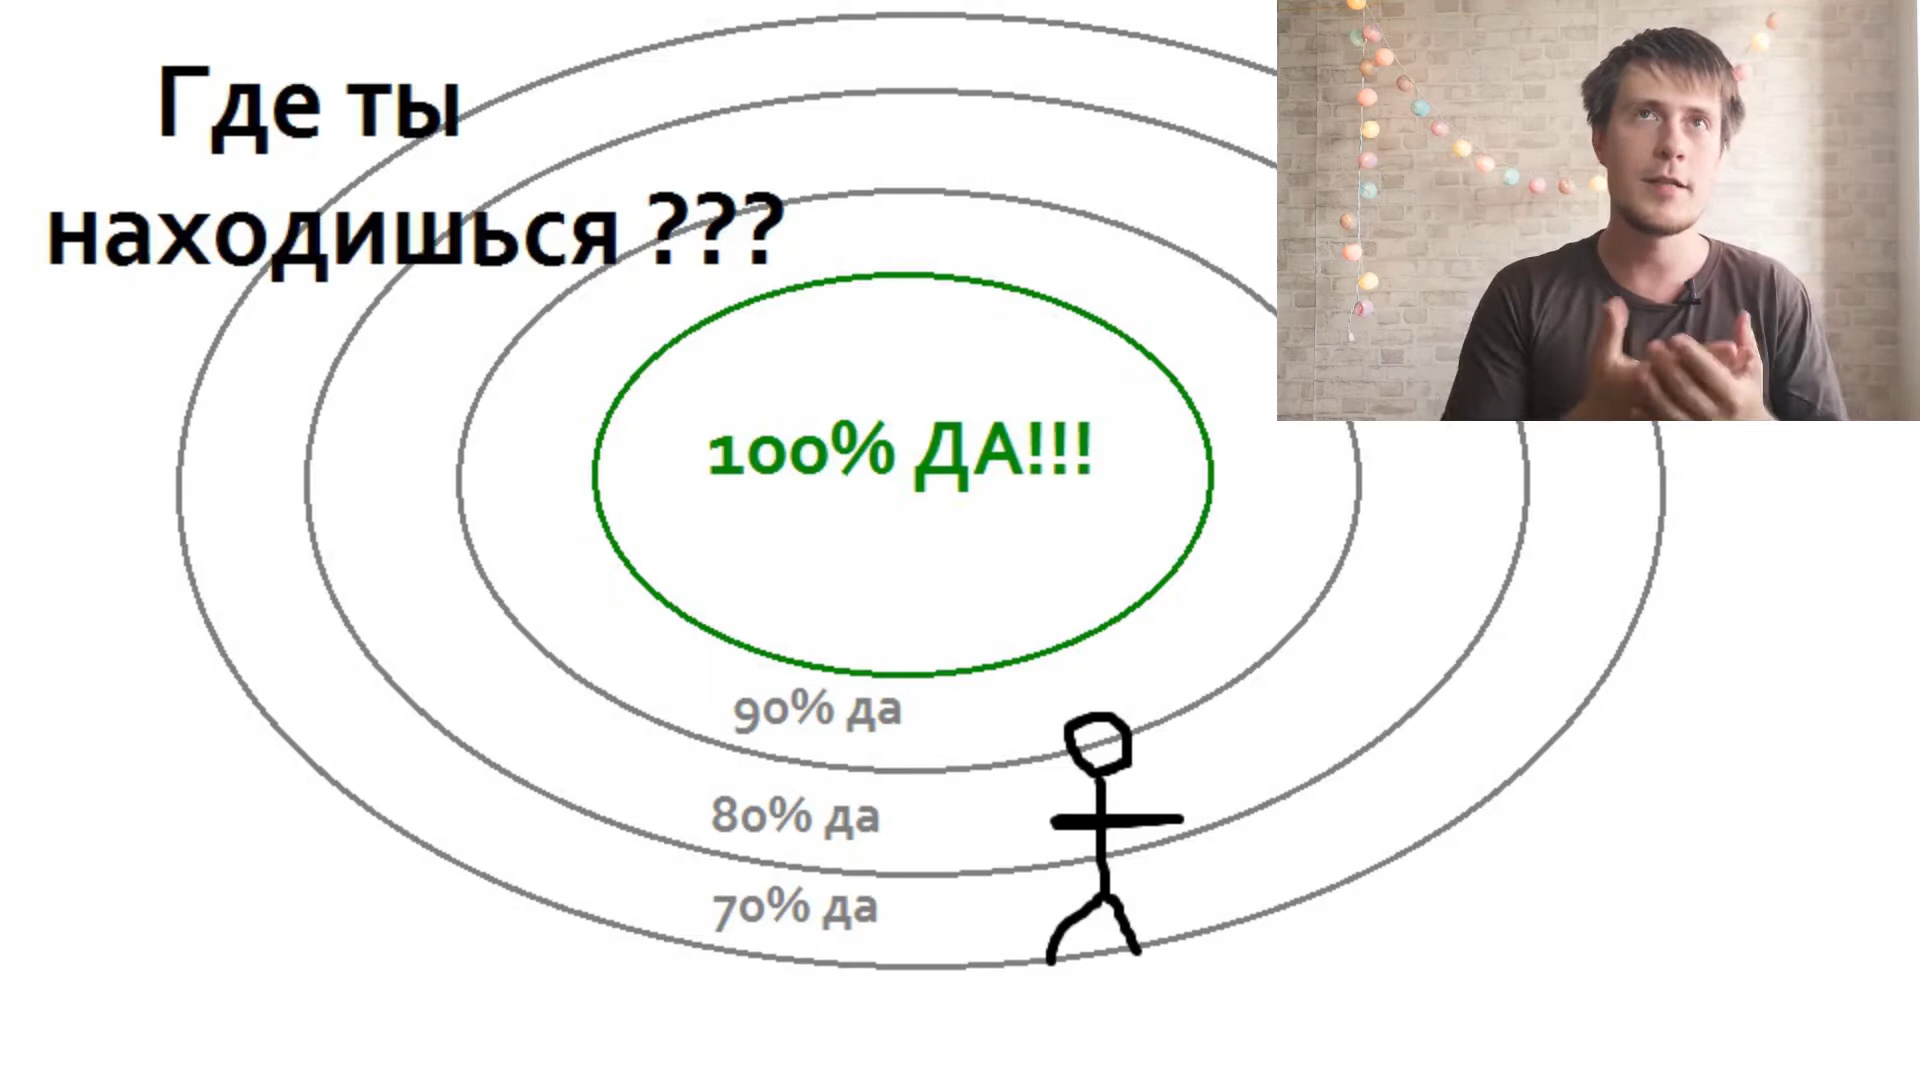 Где ты
находишься ???
100% ДА!!!
90% да
80% да
70% да